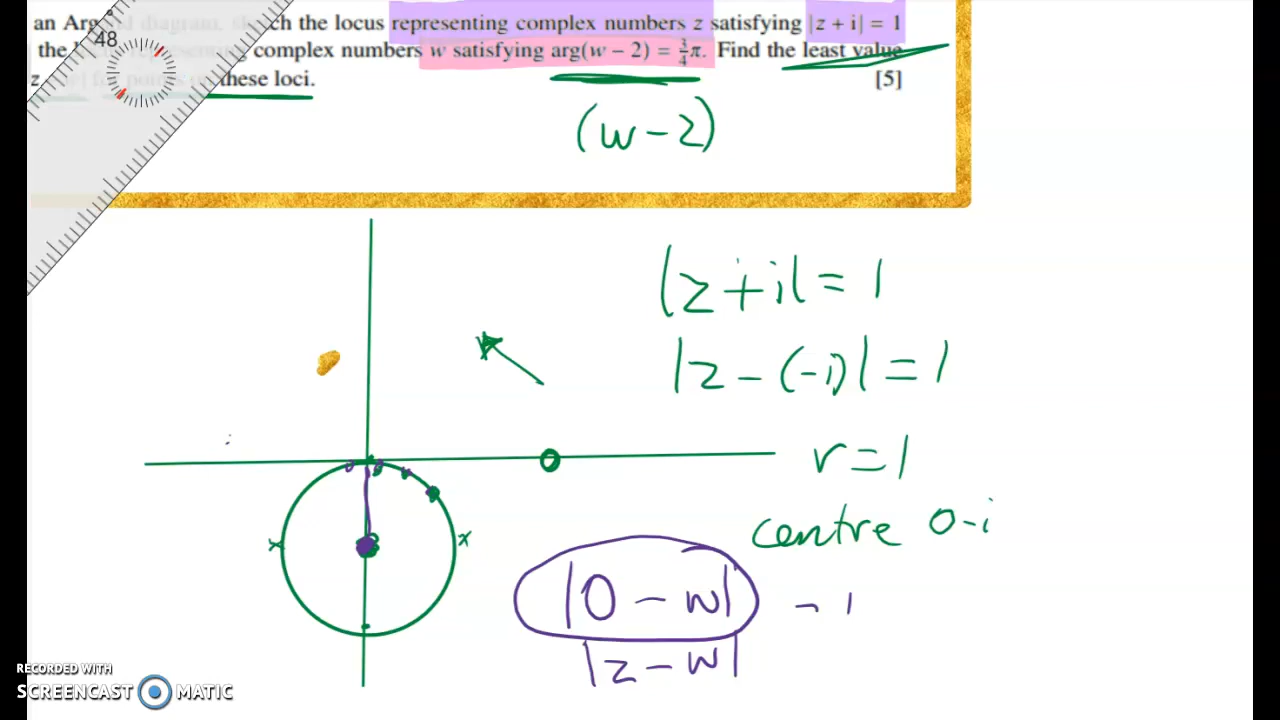 an Arg d diagram, sketch the locus representing complex numbers z satisfying |z + i| = 1
the complex numbers w satisfying arg(w − 2) = ¾π. Find the least value
z these loci. [5]
48
(w − 2)
|z + i| = 1
|z − (−i)| = 1
r = 1
centre 0 − i
|0 − w| − 1
|z − w|
RECORDED WITH
SCREENCAST MATIC